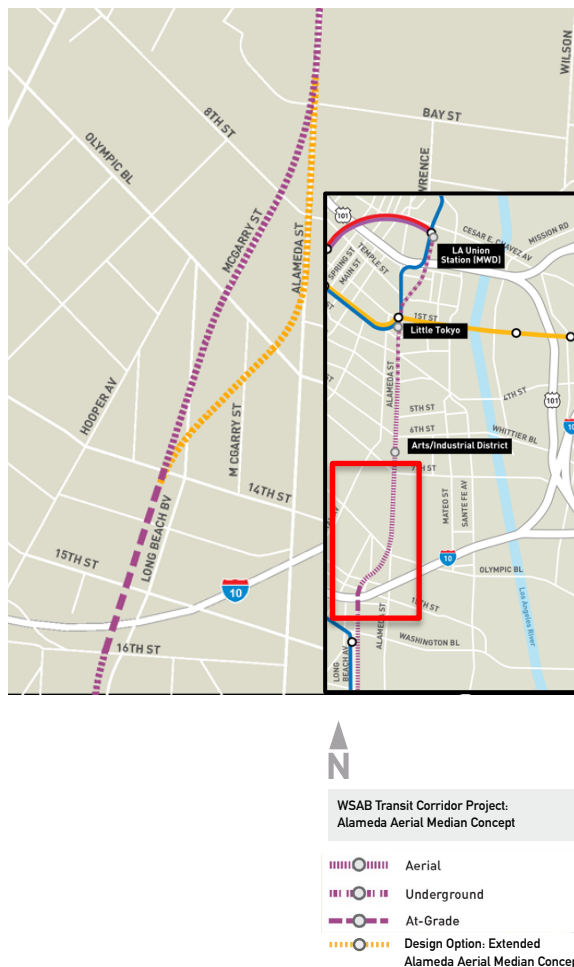 WILSON
BAY ST
8TH ST
OLYMPIC BL
WRENCE
MCGARRY ST
ALAMEDA ST
HOOPER AV
M CGARRY ST
14TH ST
LONG BEACH BV
15TH ST
10
16TH ST
101
CESAR E. CHAVEZ AV
MISSION RD
LA Union
Station (MWD)
SPRING ST
MAIN ST
TEMPLE ST
1ST ST
Little Tokyo
ALAMEDA ST
4TH ST
101
5TH ST
6TH ST
WHITTIER BL
10
Arts/Industrial District
7TH ST
MATEO ST
SANTE FE AV
10
OLYMPIC BL
Los Angeles River
ALAMEDA ST
WASHINGTON BL
LONG
BEACH AV
N
WSAB Transit Corridor Project:
Alameda Aerial Median Concept
Aerial
Underground
At-Grade
Design Option: Extended
Alameda Aerial Median Concep